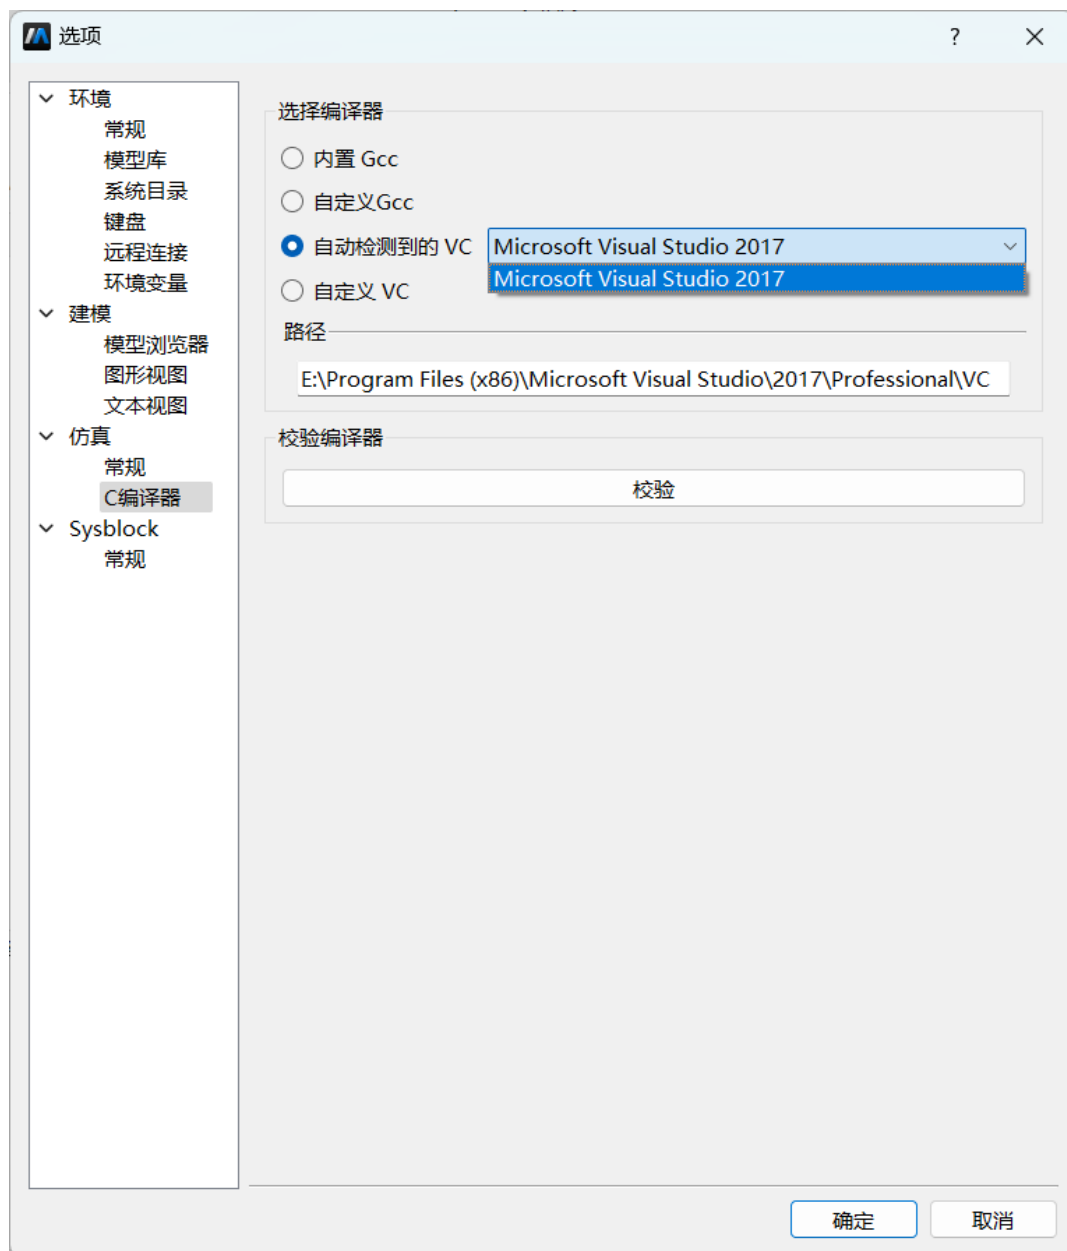 选项
?
环境
常规
模型库
系统目录
键盘
远程连接
环境变量
建模
模型浏览器
图形视图
文本视图
仿真
常规
C编译器
Sysblock
常规
选择编译器
内置 Gcc
自定义Gcc
自动检测到的 VC Microsoft Visual Studio 2017
Microsoft Visual Studio 2017
自定义 VC
路径
E:\Program Files (x86)\Microsoft Visual Studio\2017\Professional\VC
校验编译器
校验
确定 取消